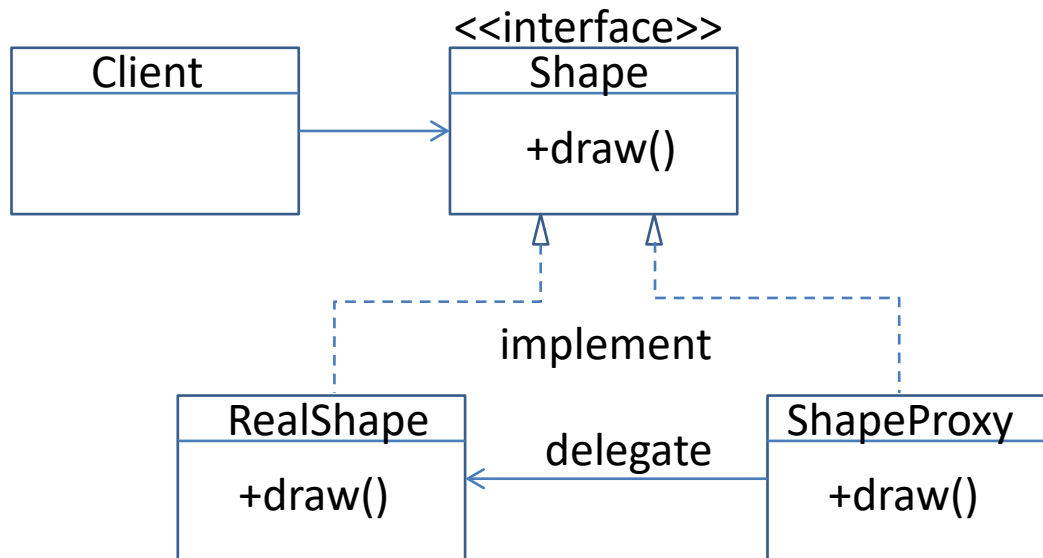 <<interface>>
Client
Shape
+draw()
implement
RealShape
delegate
ShapeProxy
+draw()
+draw()